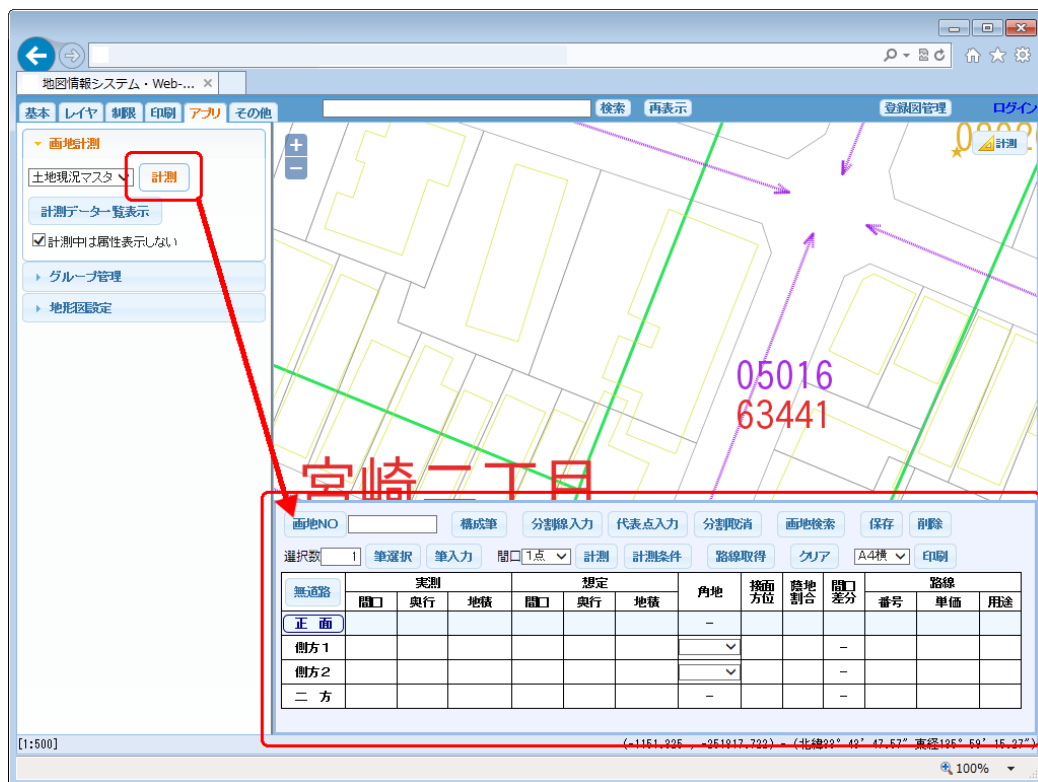 地図情報システム・Web-... ×
基本 レイヤ 制限 印刷 アプリ その他 検索 再表示 登録図管理 ログイン
画地計測
土地現況マスタ 計測
計測データ一覧表示
計測中は属性表示しない
グループ管理
地形図設定
+
−
計測
05016
63441
宮崎二丁目
画地NO 構成筆 分割線入力 代表点入力 分割取消 画地検索 保存 削除
選択数 1 筆選択 筆入力 間口 1点 計測 計測条件 路線取得 クリア A4横 印刷
無道路 実測 想定 角地 接面方位 蔭地割合 間口差分 路線
間口 奥行 地積 間口 奥行 地積 番号 単価 用途
正 面 −
側方1 −
側方2 −
二 方 − −
[1:500]
100%